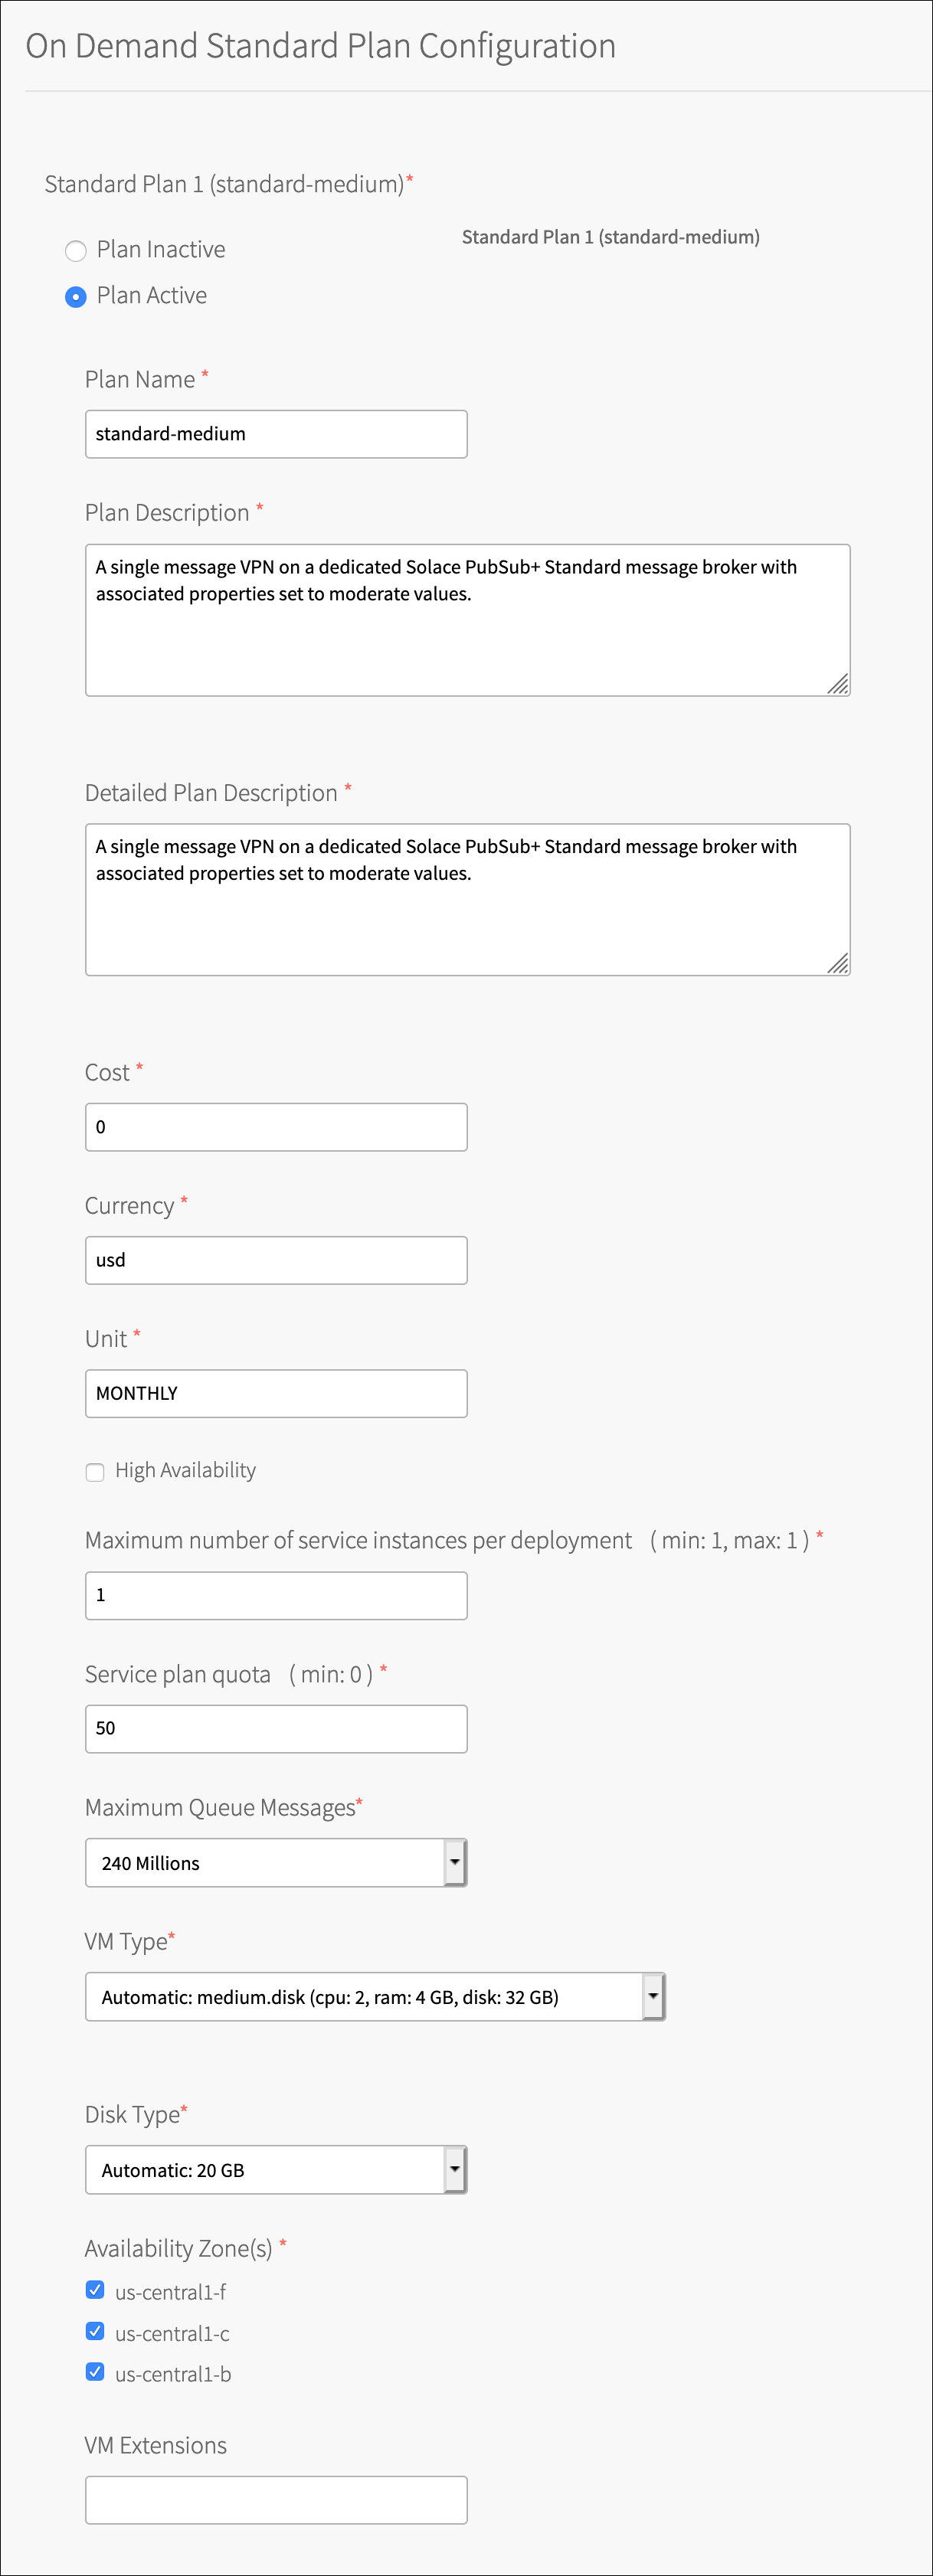 On Demand Standard Plan Configuration
Standard Plan 1 (standard-medium)*
Plan Inactive
Standard Plan 1 (standard-medium)
Plan Active
Plan Name *
standard-medium
Plan Description *
A single message VPN on a dedicated Solace PubSub+ Standard message broker with
associated properties set to moderate values.
Detailed Plan Description *
A single message VPN on a dedicated Solace PubSub+ Standard message broker with
associated properties set to moderate values.
Cost *
0
Currency *
usd
Unit *
MONTHLY
High Availability
Maximum number of service instances per deployment ( min: 1, max: 1 ) *
1
Service plan quota ( min: 0 ) *
50
Maximum Queue Messages*
240 Millions
VM Type*
Automatic: medium.disk (cpu: 2, ram: 4 GB, disk: 32 GB)
Disk Type*
Automatic: 20 GB
Availability Zone(s) *
us-central1-f
us-central1-c
us-central1-b
VM Extensions